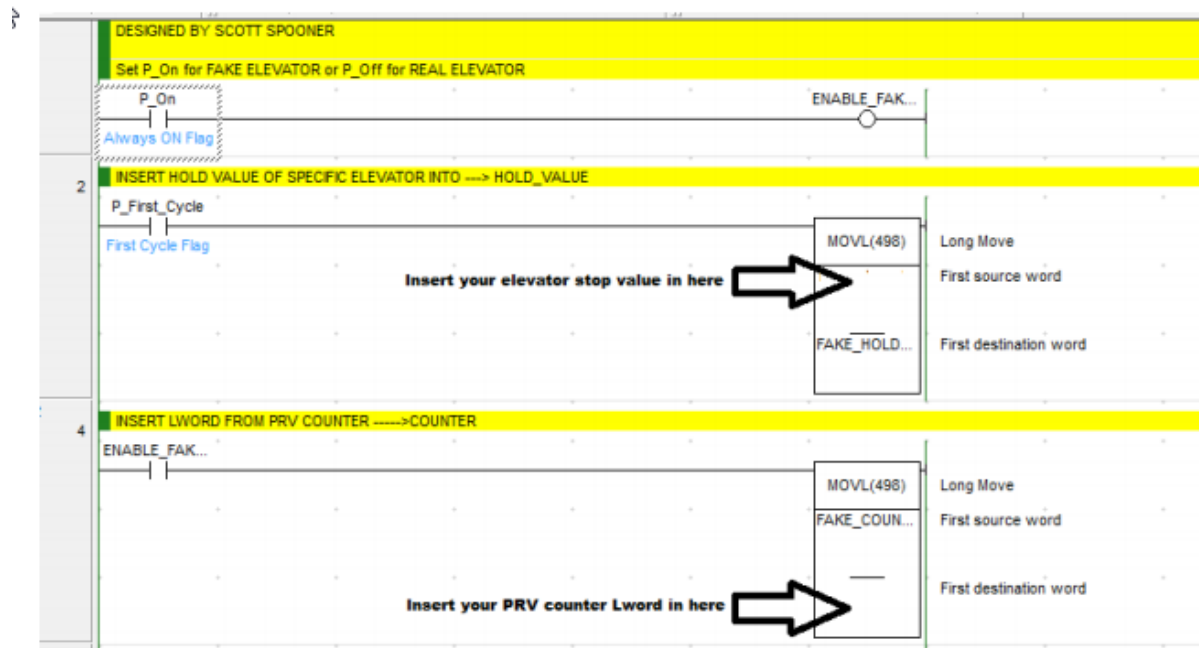 DESIGNED BY SCOTT SPOONER
Set P_On for FAKE ELEVATOR or P_Off for REAL ELEVATOR
P_On
ENABLE_FAK...
Always ON Flag
2
INSERT HOLD VALUE OF SPECIFIC ELEVATOR INTO ----> HOLD_VALUE
P_First_Cycle
First Cycle Flag
MOVL(498)
Long Move
Insert your elevator stop value in here
First source word
FAKE_HOLD...
First destination word
4
INSERT LWORD FROM PRV COUNTER ----->COUNTER
ENABLE_FAK...
MOVL(498)
Long Move
FAKE_COUN...
First source word
First destination word
Insert your PRV counter Lword in here